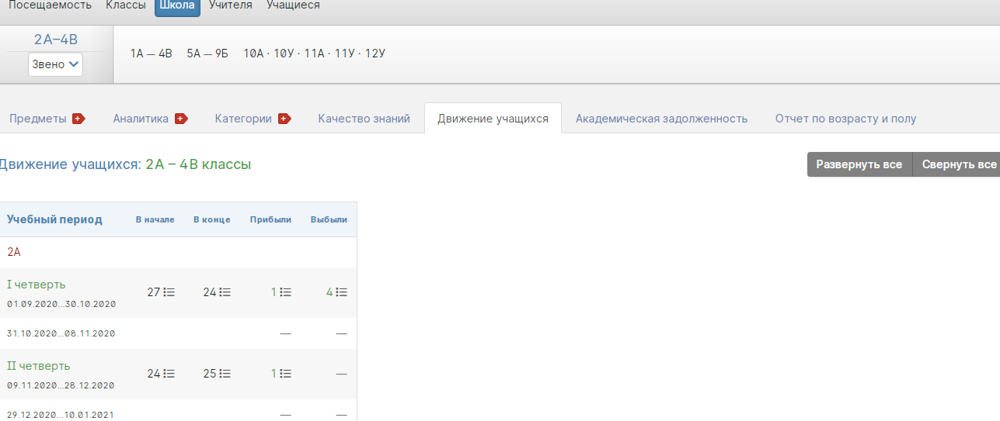 Посещаемость Классы Школа Учителя Учащиеся
2А–4В
Звено
1А — 4В 5А — 9Б 10А · 10У · 11А · 11У · 12У
Предметы + Аналитика + Категории + Качество знаний Движение учащихся Академическая задолженность Отчет по возрасту и полу
Движение учащихся: 2А – 4В классы
Развернуть все Свернуть все
Учебный период В начале В конце Прибыли Выбыли
2А
I четверть
01.09.2020...30.10.2020 27 24 1 4
31.10.2020...08.11.2020 — —
II четверть
09.11.2020...28.12.2020 24 25 1 —
29.12.2020...10.01.2021 — —